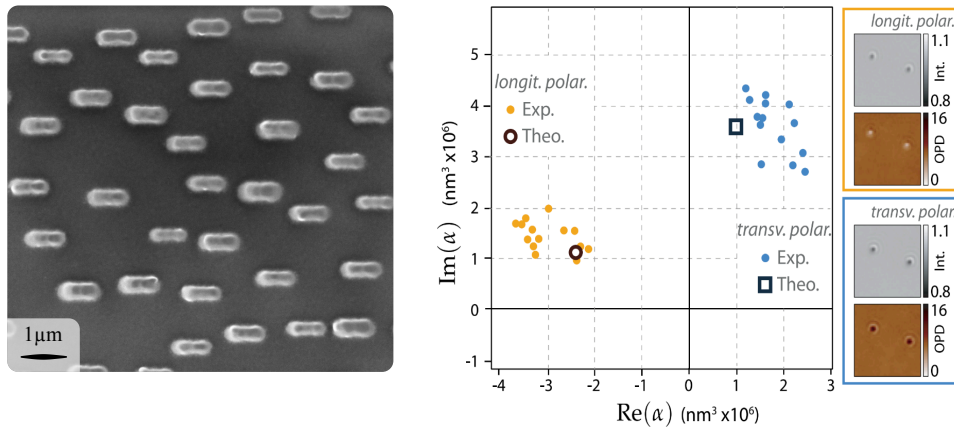 1µm
5
4
3
2
1
0
-1
-4
-3
-2
-1
0
1
2
3
Im(α) (nm³ x10⁶)
Re(α) (nm³ x10⁶)
longit. polar.
Exp.
Theo.
transv. polar.
Exp.
Theo.
longit. polar.
1.1
Int.
0.8
16
OPD
0
transv. polar.
1.1
Int.
0.8
16
OPD
0